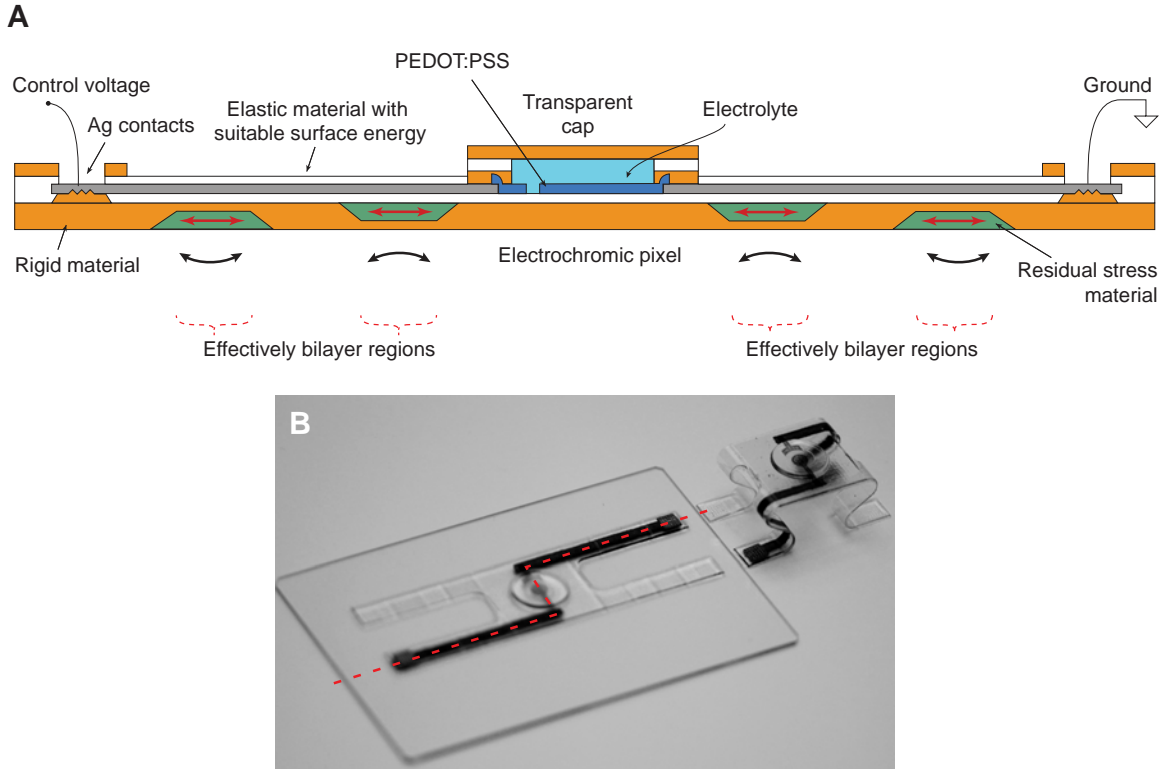 A
PEDOT:PSS
Control voltage
Ag contacts
Elastic material with
suitable surface energy
Transparent
cap
Electrolyte
Ground
Rigid material
Electrochromic pixel
Residual stress
material
Effectively bilayer regions
Effectively bilayer regions
B